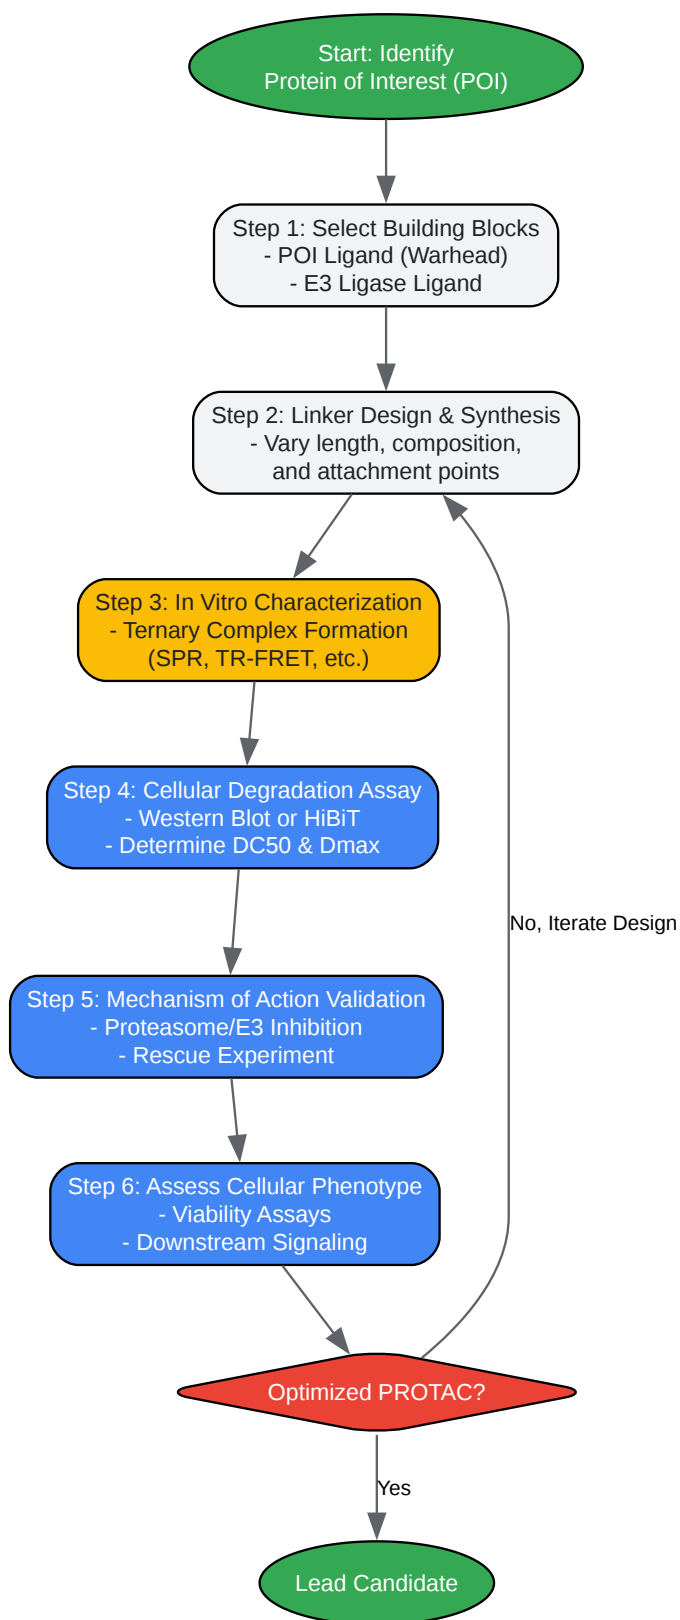 Start: Identify
Protein of Interest (POI)
Step 1: Select Building Blocks
- POI Ligand (Warhead)
- E3 Ligase Ligand
Step 2: Linker Design & Synthesis
- Vary length, composition,
and attachment points
Step 3: In Vitro Characterization
- Ternary Complex Formation
(SPR, TR-FRET, etc.)
Step 4: Cellular Degradation Assay
- Western Blot or HiBiT
- Determine DC50 & Dmax
No, Iterate Design
Step 5: Mechanism of Action Validation
- Proteasome/E3 Inhibition
- Rescue Experiment
Step 6: Assess Cellular Phenotype
- Viability Assays
- Downstream Signaling
Optimized PROTAC?
Yes
Lead Candidate